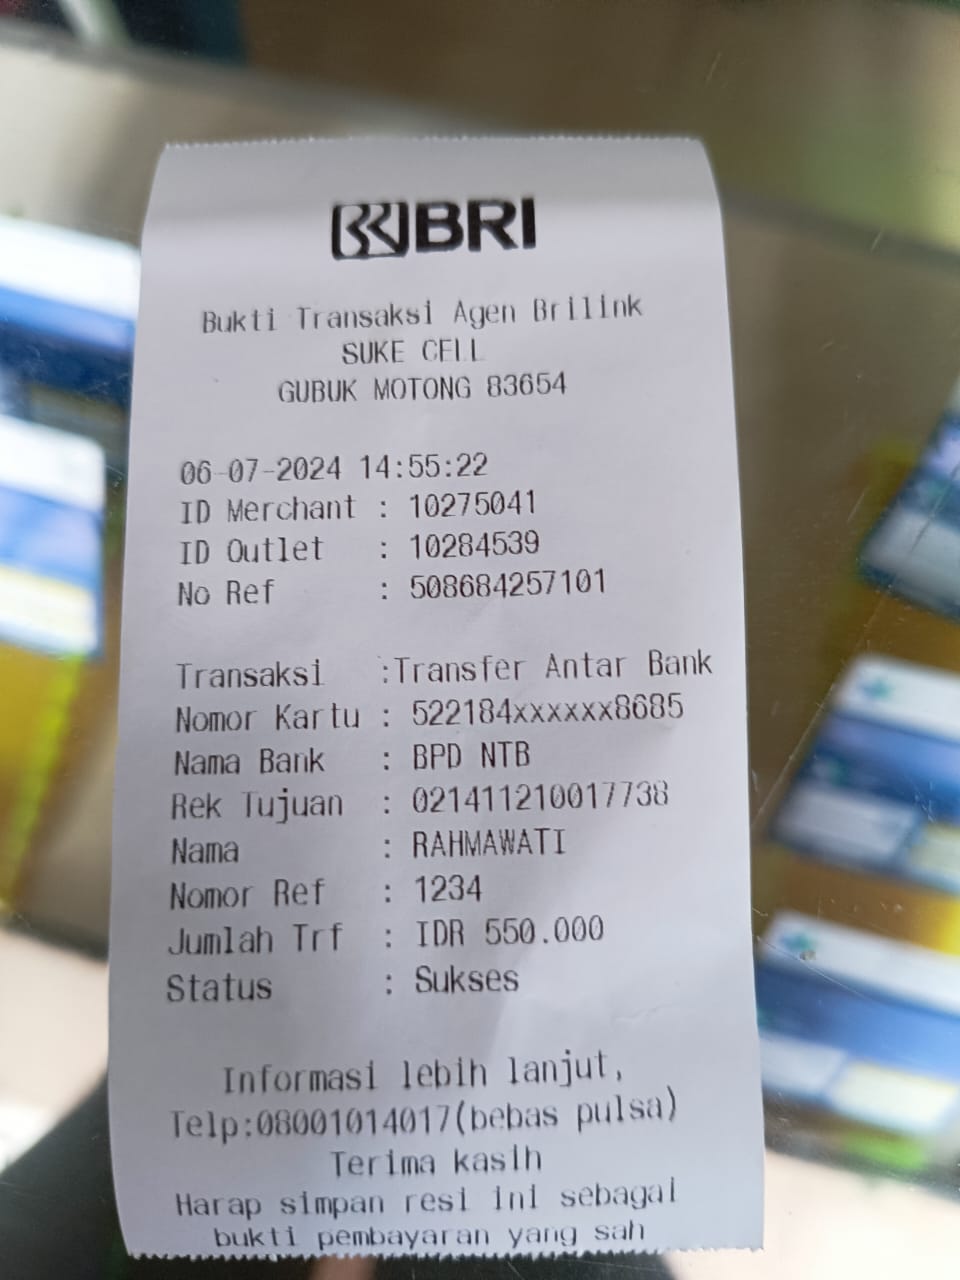 BRI
Bukti Transaksi Agen Brilink
SUKE CELL
GUBUK MOTONG 83654
06-07-2024 14:55:22
ID Merchant : 10275041
ID Outlet : 10284539
No Ref : 508684257101
Transaksi :Transfer Antar Bank
Nomor Kartu : 522184xxxxxx8685
Nama Bank : BPD NTB
Rek Tujuan : 021411210017738
Nama : RAHMAWATI
Nomor Ref : 1234
Jumlah Trf : IDR 550.000
Status : Sukses
Informasi lebih lanjut,
Telp:08001014017(bebas pulsa)
Terima kasih
Harap simpan resi ini sebagai
bukti pembayaran yang sah